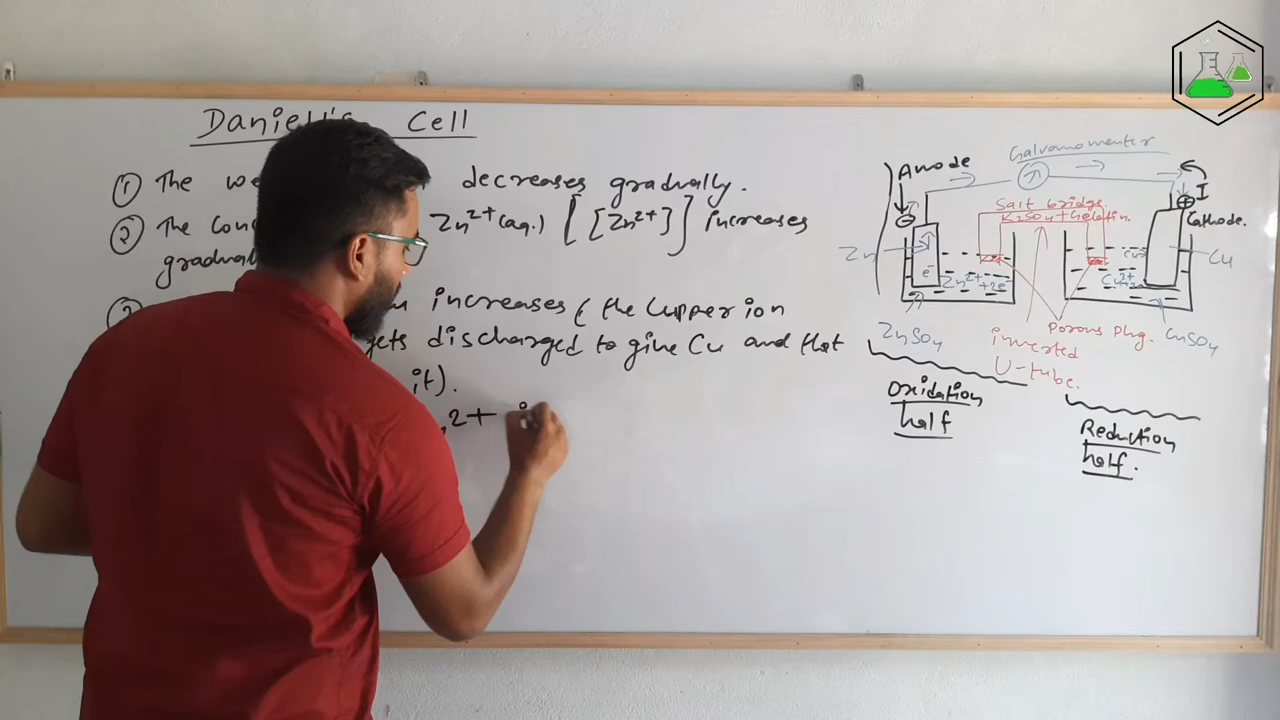 Daniell's Cell
① The we decreases gradually.
② The Conc Zn²⁺(aq.) [[Zn²⁺]] increases
gradual
③ increases (the Cupper ion
gets discharged to give Cu and that
it).
2+
Galvanomenter
Anode
Salt bridge.
K₂SO₄+Gelatin.
I
Cathode.
Zn
Cu
e⁻
Zn²⁺+2e⁻
Cu²⁺
ZnSO₄
inverted
U-tube.
Porous Plug.
CuSO₄
Oxidation
half
Reduction
half.